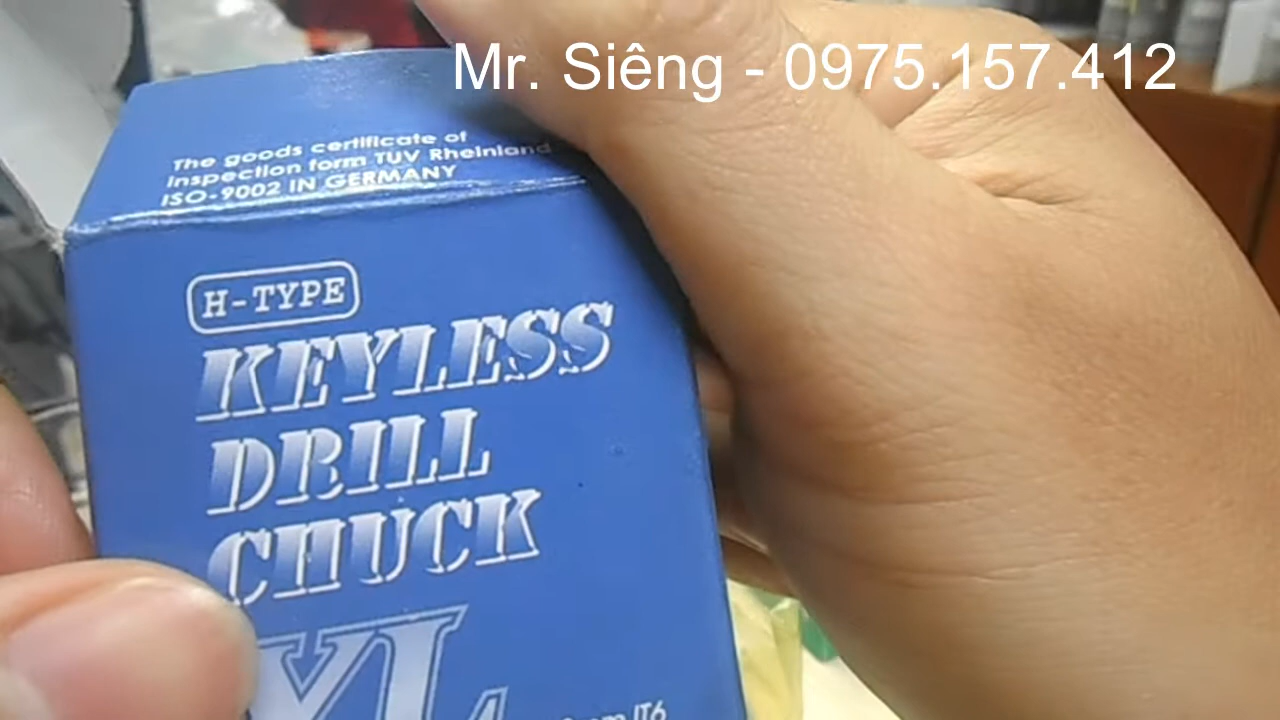 Mr. Siêng - 0975.157.412
The goods certificate of
Inspection form TUV Rheinland
ISO-9002 IN GERMANY
H-TYPE
KEYLESS
DRILL
CHUCK
JT6